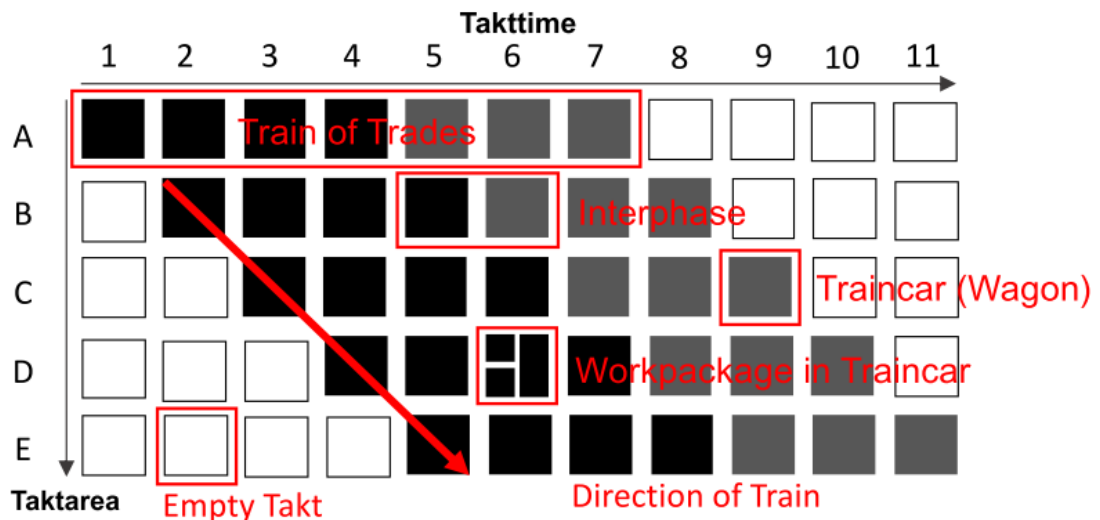 Takttime
1 2 3 4 5 6 7 8 9 10 11
A Train of Trades
B Interphase
C Traincar (Wagon)
D Workpackage in Traincar
E
Taktarea Empty Takt Direction of Train